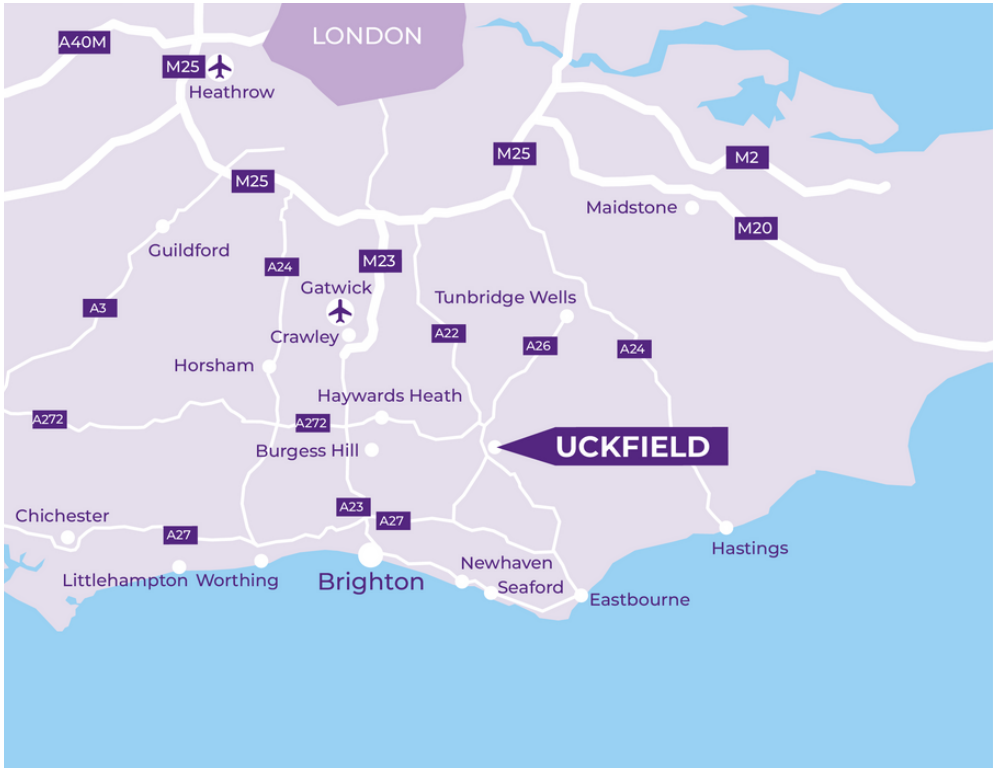 LONDON
A40M
M25
Heathrow
M25
M25
M2
Maidstone
M20
Guildford
M23
A24
Gatwick
Tunbridge Wells
A3
Crawley
A22
A26
A24
Horsham
Haywards Heath
A272
A272
Burgess Hill
UCKFIELD
A23
A27
Chichester
A27
Hastings
Newhaven
Littlehampton
Worthing
Brighton
Seaford
Eastbourne